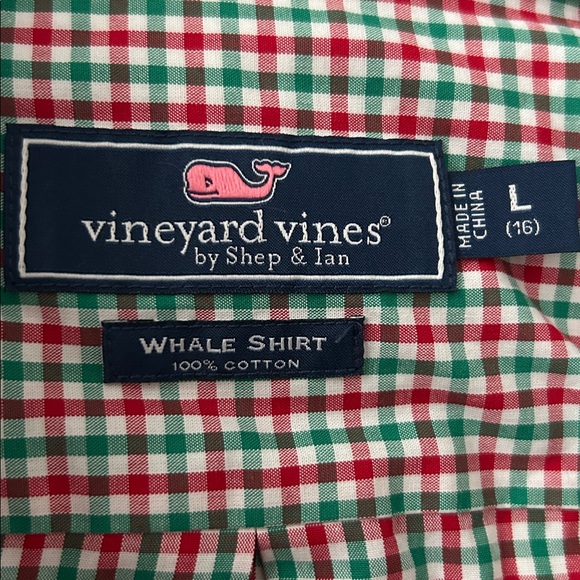 vineyard vines®
by Shep & Ian
MADE IN
CHINA
L
(16)
WHALE SHIRT
100% COTTON